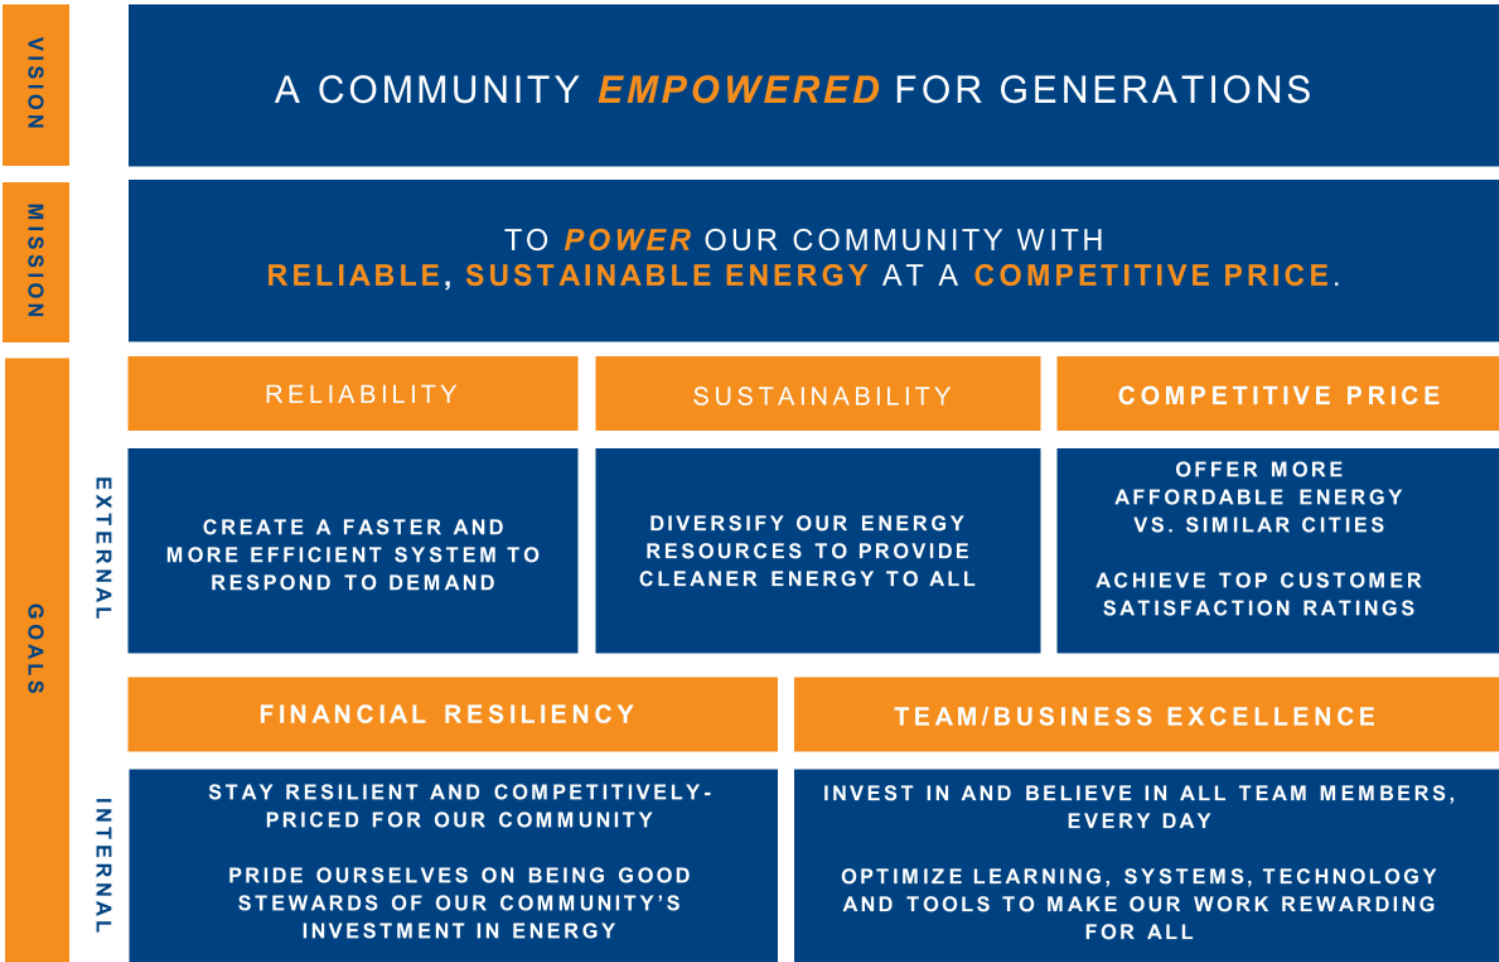 VISION
A COMMUNITY EMPOWERED FOR GENERATIONS
MISSION
TO POWER OUR COMMUNITY WITH
RELIABLE, SUSTAINABLE ENERGY AT A COMPETITIVE PRICE.
GOALS
EXTERNAL
RELIABILITY
CREATE A FASTER AND
MORE EFFICIENT SYSTEM TO
RESPOND TO DEMAND
SUSTAINABILITY
DIVERSIFY OUR ENERGY
RESOURCES TO PROVIDE
CLEANER ENERGY TO ALL
COMPETITIVE PRICE
OFFER MORE
AFFORDABLE ENERGY
VS. SIMILAR CITIES
ACHIEVE TOP CUSTOMER
SATISFACTION RATINGS
INTERNAL
FINANCIAL RESILIENCY
STAY RESILIENT AND COMPETITIVELY-
PRICED FOR OUR COMMUNITY
PRIDE OURSELVES ON BEING GOOD
STEWARDS OF OUR COMMUNITY'S
INVESTMENT IN ENERGY
TEAM/BUSINESS EXCELLENCE
INVEST IN AND BELIEVE IN ALL TEAM MEMBERS,
EVERY DAY
OPTIMIZE LEARNING, SYSTEMS, TECHNOLOGY
AND TOOLS TO MAKE OUR WORK REWARDING
FOR ALL